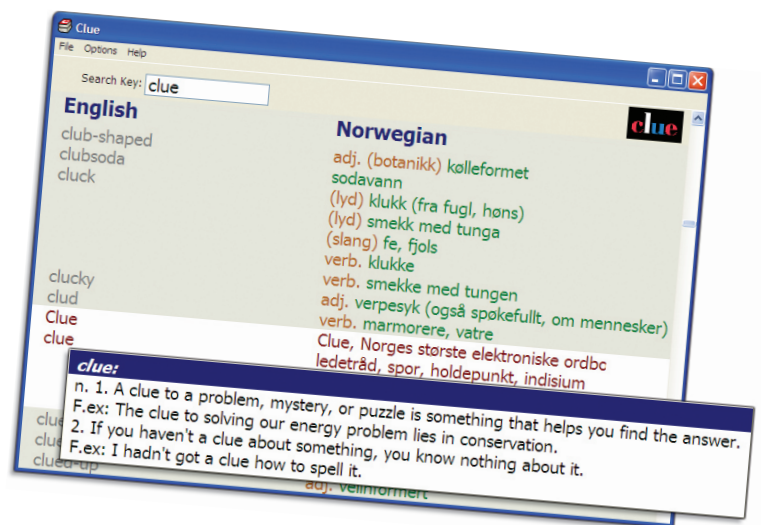 Clue
File Options Help
Search Key: clue
clue
English
Norwegian
club-shaped
adj. (botanikk) kølleformet
clubsoda
sodavann
cluck
(lyd) klukk (fra fugl, høns)
(lyd) smekk med tunga
(slang) fe, fjols
verb. klukke
verb. smekke med tungen
clucky
adj. verpesyk (også spøkefullt, om mennesker)
clud
verb. marmorere, vatre
Clue
Clue, Norges største elektroniske ordbc
clue
ledetråd, spor, holdepunkt, indisium
clue:
n. 1. A clue to a problem, mystery, or puzzle is something that helps you find the answer.
F.ex: The clue to solving our energy problem lies in conservation.
2. If you haven't a clue about something, you know nothing about it.
F.ex: I hadn't got a clue how to spell it.
clued-up
adj. velinformert